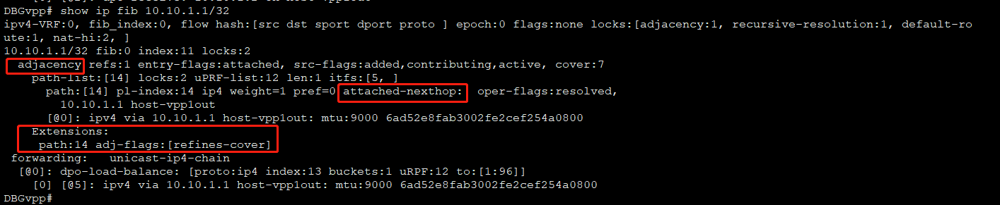 DBGvpp# show ip fib 10.10.1.1/32
ipv4-VRF:0, fib_index:0, flow hash:[src dst sport dport proto ] epoch:0 flags:none locks:[adjacency:1, recursive-resolution:1, default-ro
ute:1, nat-hi:2, ]
10.10.1.1/32 fib:0 index:11 locks:2
adjacency refs:1 entry-flags:attached, src-flags:added,contributing,active, cover:7
path-list:[14] locks:2 uPRF-list:12 len:1 itfs:[5, ]
path:[14] pl-index:14 ip4 weight=1 pref=0 attached-nexthop: oper-flags:resolved,
10.10.1.1 host-vpp1out
[@0]: ipv4 via 10.10.1.1 host-vpp1out: mtu:9000 6ad52e8fab3002fe2cef254a0800
Extensions:
path:14 adj-flags:[refines-cover]
forwarding: unicast-ip4-chain
[@0]: dpo-load-balance: [proto:ip4 index:13 buckets:1 uRPF:12 to:[1:96]]
[0] [@5]: ipv4 via 10.10.1.1 host-vpp1out: mtu:9000 6ad52e8fab3002fe2cef254a0800
DBGvpp#